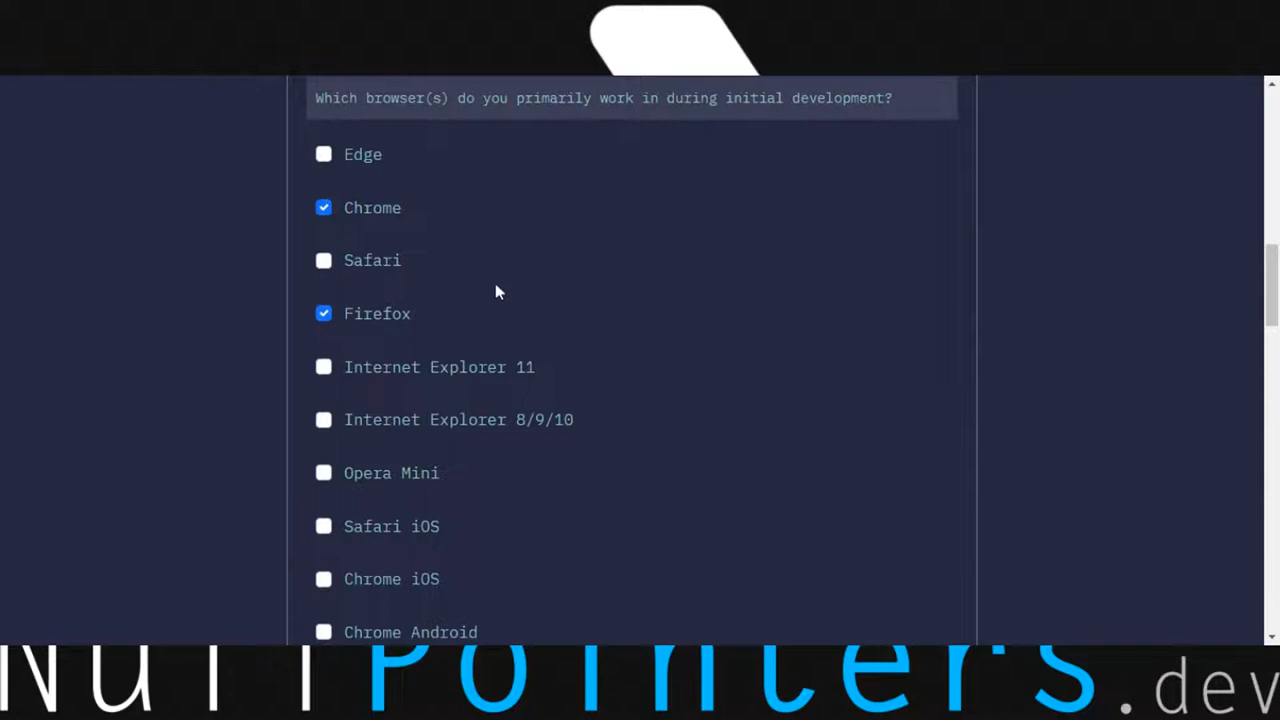 Which browser(s) do you primarily work in during initial development?
Edge
Chrome
Safari
Firefox
Internet Explorer 11
Internet Explorer 8/9/10
Opera Mini
Safari iOS
Chrome iOS
Chrome Android
NullPointers.dev